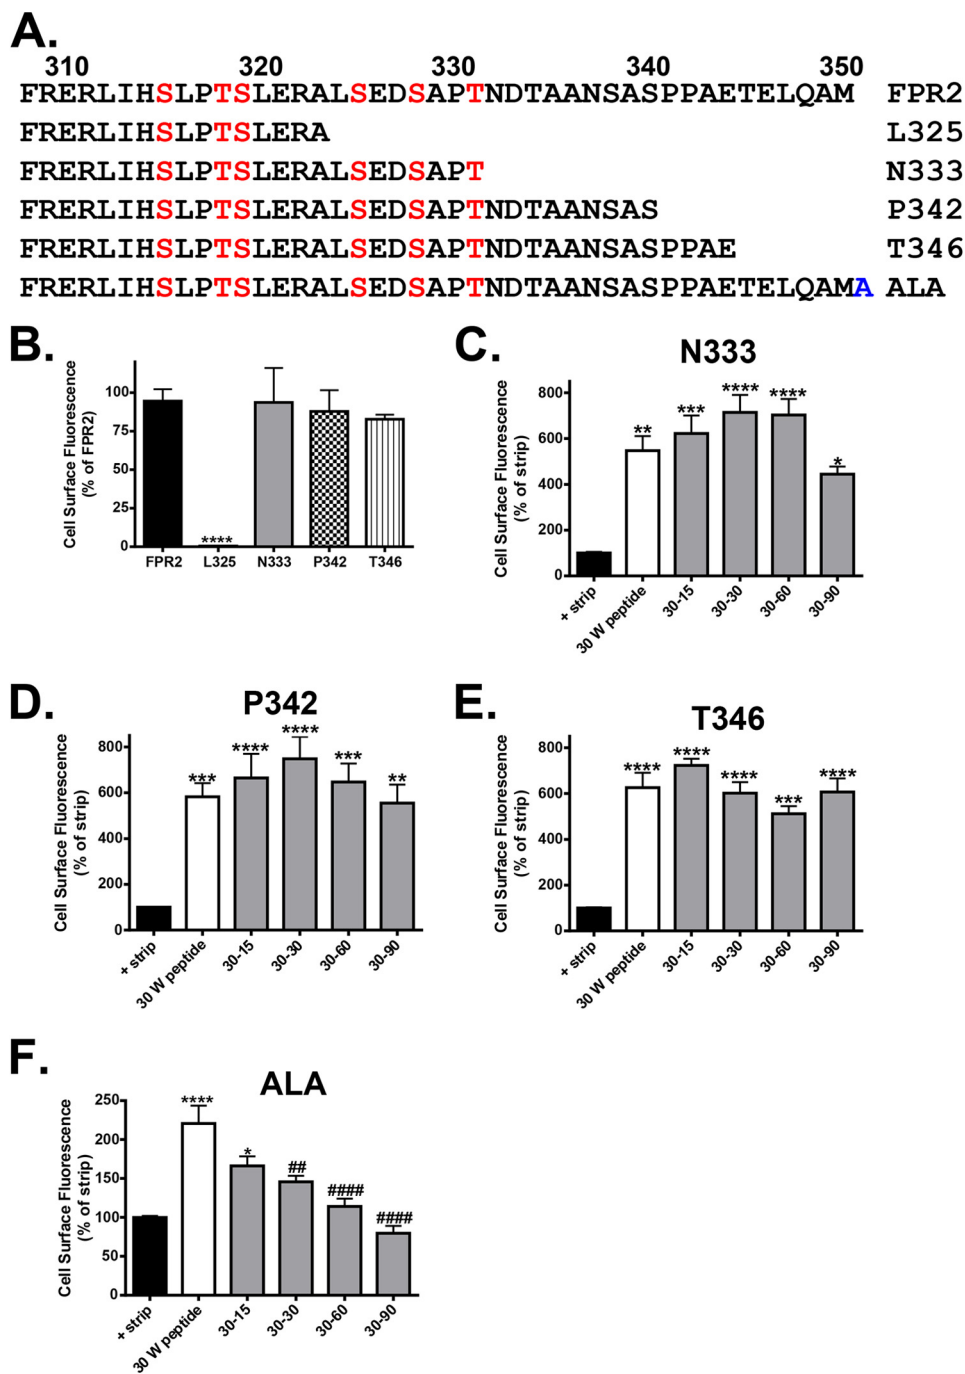 A.
310 320 330 340 350
FRERLIHSLPTSLERALSEDSAPTNDTAANSASPPAETELQAM FPR2
FRERLIHSLPTSLERA L325
FRERLIHSLPTSLERALSEDSAPT N333
FRERLIHSLPTSLERALSEDSAPTNDTAANSAS P342
FRERLIHSLPTSLERALSEDSAPTNDTAANSASPPAE T346
FRERLIHSLPTSLERALSEDSAPTNDTAANSASPPAETELQAMA ALA
B.
Cell Surface Fluorescence
(% of FPR2)
100
75
50
25
0
****
FPR2 L325 N333 P342 T346
C.
N333
Cell Surface Fluorescence
(% of strip)
800
600
400
200
0
** *** **** **** *
+ strip
30 W peptide
30-15
30-30
30-60
30-90
D.
P342
Cell Surface Fluorescence
(% of strip)
800
600
400
200
0
*** **** **** *** **
+ strip
30 W peptide
30-15
30-30
30-60
30-90
E.
T346
Cell Surface Fluorescence
(% of strip)
800
600
400
200
0
**** **** **** *** ****
+ strip
30 W peptide
30-15
30-30
30-60
30-90
F.
ALA
Cell Surface Fluorescence
(% of strip)
250
200
150
100
50
0
**** * ## #### ####
+ strip
30 W peptide
30-15
30-30
30-60
30-90